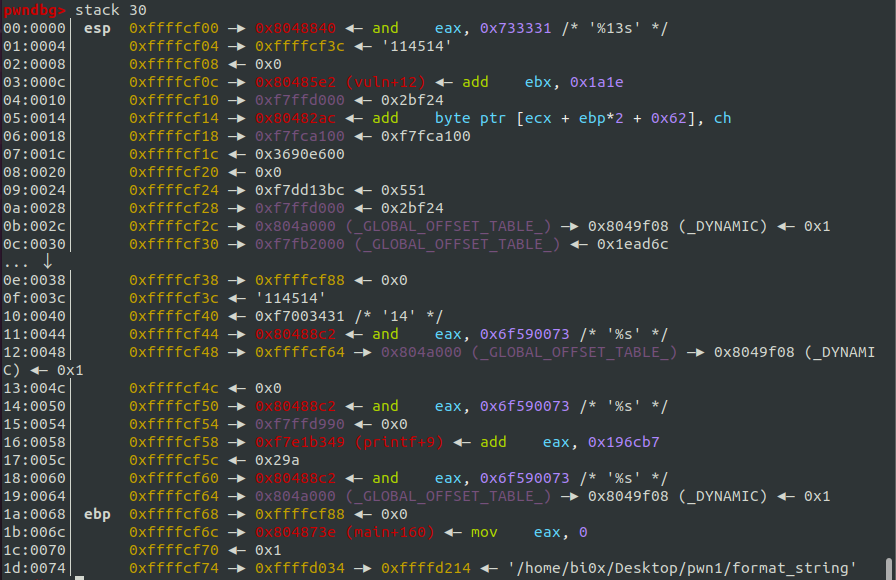 pwndbg> stack 30
00:0000│ esp 0xffffcf00 —▸ 0x8048840 ◂— and eax, 0x733331 /* '%13s' */
01:0004│ 0xffffcf04 —▸ 0xffffcf3c ◂— '114514'
02:0008│ 0xffffcf08 ◂— 0x0
03:000c│ 0xffffcf0c —▸ 0x80485e2 (vuln+12) ◂— add ebx, 0x1a1e
04:0010│ 0xffffcf10 —▸ 0xf7ffd000 ◂— 0x2bf24
05:0014│ 0xffffcf14 —▸ 0x80482ac ◂— add byte ptr [ecx + ebp*2 + 0x62], ch
06:0018│ 0xffffcf18 —▸ 0xf7fca100 ◂— 0xf7fca100
07:001c│ 0xffffcf1c ◂— 0x3690e600
08:0020│ 0xffffcf20 ◂— 0x0
09:0024│ 0xffffcf24 —▸ 0xf7dd13bc ◂— 0x551
0a:0028│ 0xffffcf28 —▸ 0xf7ffd000 ◂— 0x2bf24
0b:002c│ 0xffffcf2c —▸ 0x804a000 (_GLOBAL_OFFSET_TABLE_) —▸ 0x8049f08 (_DYNAMIC) ◂— 0x1
0c:0030│ 0xffffcf30 —▸ 0xf7fb2000 (_GLOBAL_OFFSET_TABLE_) ◂— 0x1ead6c
... ↓
0e:0038│ 0xffffcf38 —▸ 0xffffcf88 ◂— 0x0
0f:003c│ 0xffffcf3c ◂— '114514'
10:0040│ 0xffffcf40 ◂— 0xf7003431 /* '14' */
11:0044│ 0xffffcf44 —▸ 0x80488c2 ◂— and eax, 0x6f590073 /* '%s' */
12:0048│ 0xffffcf48 —▸ 0xffffcf64 —▸ 0x804a000 (_GLOBAL_OFFSET_TABLE_) —▸ 0x8049f08 (_DYNAMI
C) ◂— 0x1
13:004c│ 0xffffcf4c ◂— 0x0
14:0050│ 0xffffcf50 —▸ 0x80488c2 ◂— and eax, 0x6f590073 /* '%s' */
15:0054│ 0xffffcf54 —▸ 0xf7ffd990 ◂— 0x0
16:0058│ 0xffffcf58 —▸ 0xf7e1b349 (printf+9) ◂— add eax, 0x196cb7
17:005c│ 0xffffcf5c ◂— 0x29a
18:0060│ 0xffffcf60 —▸ 0x80488c2 ◂— and eax, 0x6f590073 /* '%s' */
19:0064│ 0xffffcf64 —▸ 0x804a000 (_GLOBAL_OFFSET_TABLE_) —▸ 0x8049f08 (_DYNAMIC) ◂— 0x1
1a:0068│ ebp 0xffffcf68 —▸ 0xffffcf88 ◂— 0x0
1b:006c│ 0xffffcf6c —▸ 0x804873e (main+160) ◂— mov eax, 0
1c:0070│ 0xffffcf70 ◂— 0x1
1d:0074│ 0xffffcf74 —▸ 0xffffd034 —▸ 0xffffd214 ◂— '/home/bi0x/Desktop/pwn1/format_string'